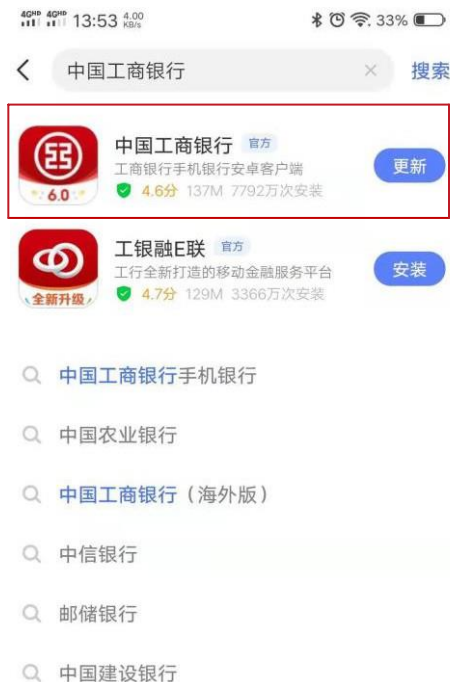 4GHD 4GHD 13:53 4.00 KB/s 33%
中国工商银行 × 搜索
中国工商银行 官方
工商银行手机银行安卓客户端
4.6分 137M 7792万次安装
更新
6.0
工银融E联 官方
工行全新打造的移动金融服务平台
4.7分 129M 3366万次安装
安装
全新升级
中国工商银行手机银行
中国农业银行
中国工商银行（海外版）
中信银行
邮储银行
中国建设银行